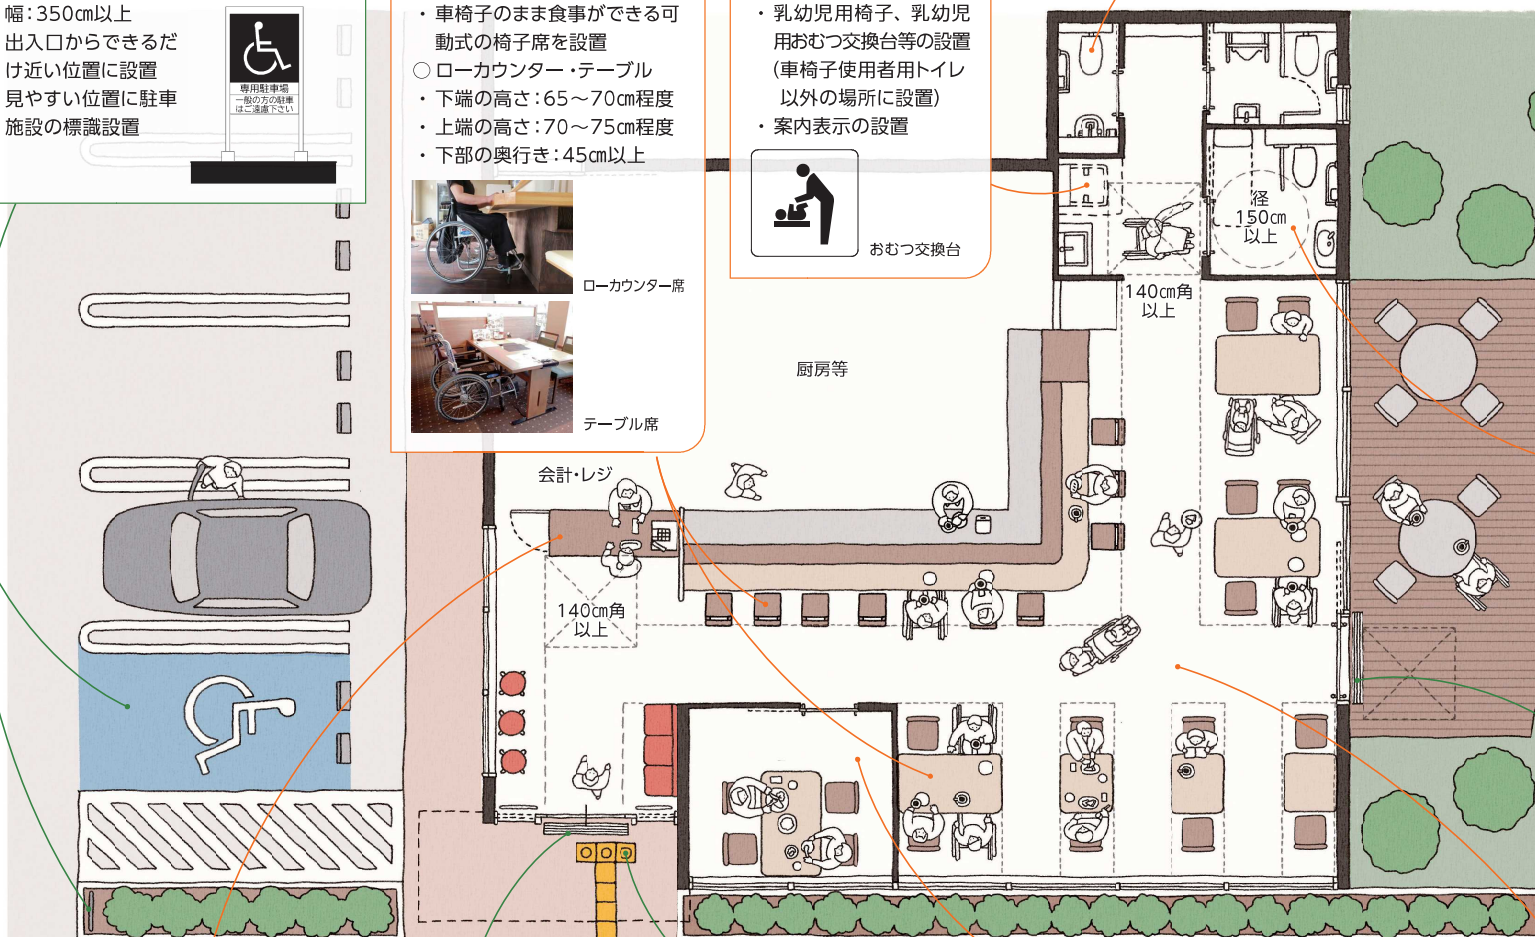 幅：350㎝以上
出入口からできるだ
け近い位置に設置
見やすい位置に駐車
施設の標識設置
専用駐車場
一般の方の駐車
はご遠慮下さい
・ 車椅子のまま食事ができる可
動式の椅子席を設置
○ ローカウンター・テーブル
・ 下端の高さ：65～70㎝程度
・ 上端の高さ：70～75㎝程度
・ 下部の奥行き：45㎝以上
ローカウンター席
テーブル席
・ 乳幼児用椅子、乳幼児
用おむつ交換台等の設置
（車椅子使用者用トイレ
以外の場所に設置）
・ 案内表示の設置
おむつ交換台
径
150㎝
以上
140㎝角
以上
厨房等
会計・レジ
140㎝角
以上